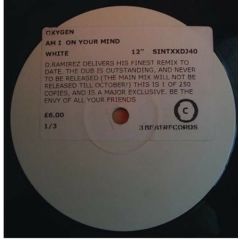 OXYGEN
AM I ON YOUR MIND
WHITE 12" SINTXXDJ40
D.RAMIREZ DELIVERS HIS FINEST REMIX TO
DATE. THE DUB IS OUTSTANDING, AND NEVER
TO BE RELEASED (THE MAIN MIX WILL NOT BE
RELEASED TILL OCTOBER!) THIS IS 1 OF 250
COPIES, AND IS A MAJOR EXCLUSIVE. BE THE
ENVY OF ALL YOUR FRIENDS
£6.00
C
1/3 3BEATRECORDS